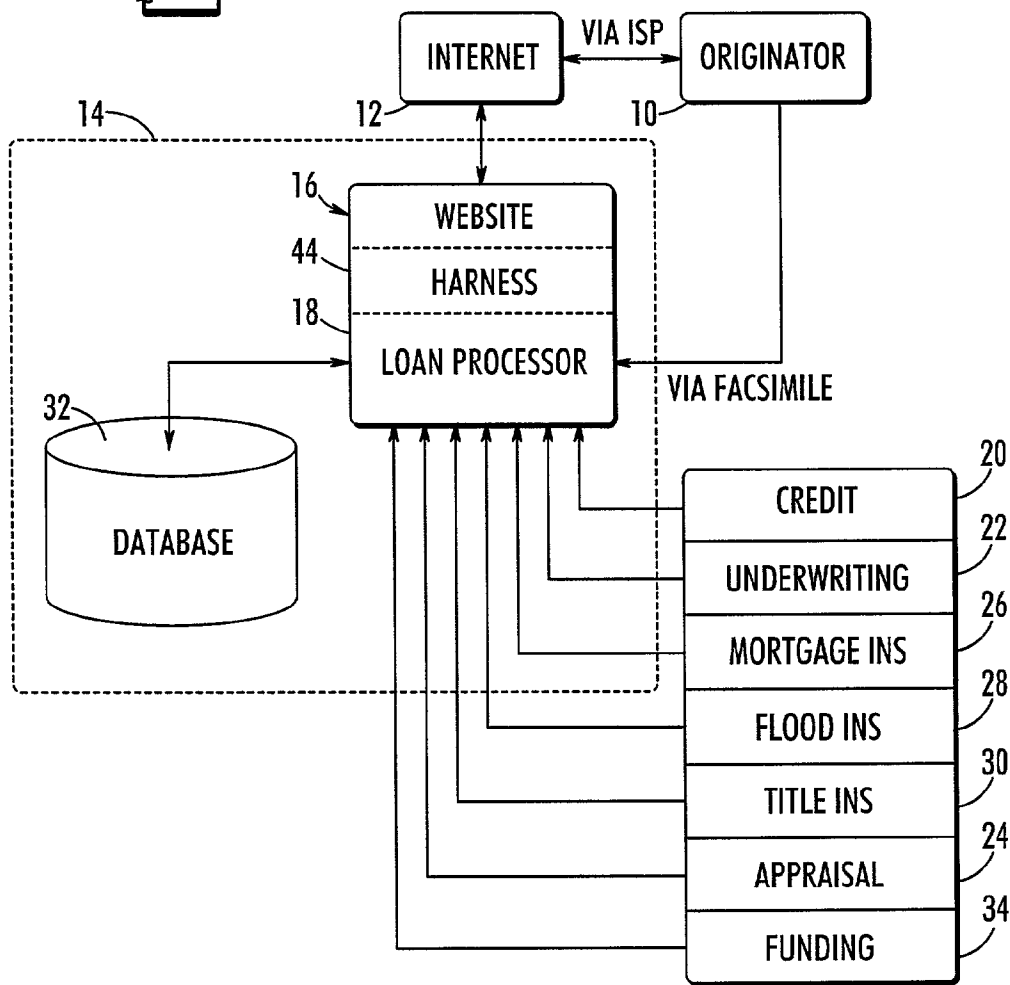 VIA ISP
INTERNET
ORIGINATOR
14
12
10
16
WEBSITE
44
HARNESS
18
LOAN PROCESSOR
VIA FACSIMILE
32
DATABASE
20
CREDIT
22
UNDERWRITING
26
MORTGAGE INS
28
FLOOD INS
30
TITLE INS
24
APPRAISAL
34
FUNDING